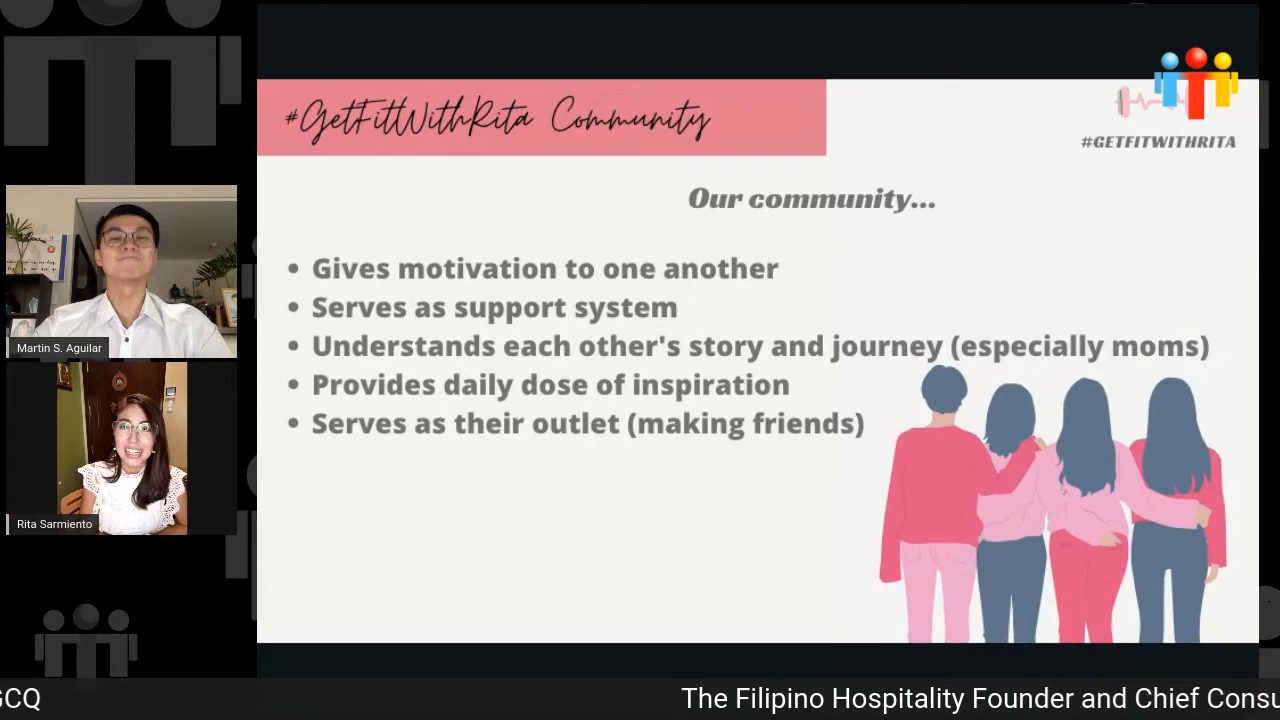 #GetFitWithRita Community
#GETFITWITHRITA
Our community...
• Gives motivation to one another
• Serves as support system
• Understands each other's story and journey (especially moms)
• Provides daily dose of inspiration
• Serves as their outlet (making friends)
Martin S. Aguilar
Rita Sarmiento
GCQ
The Filipino Hospitality Founder and Chief Consu